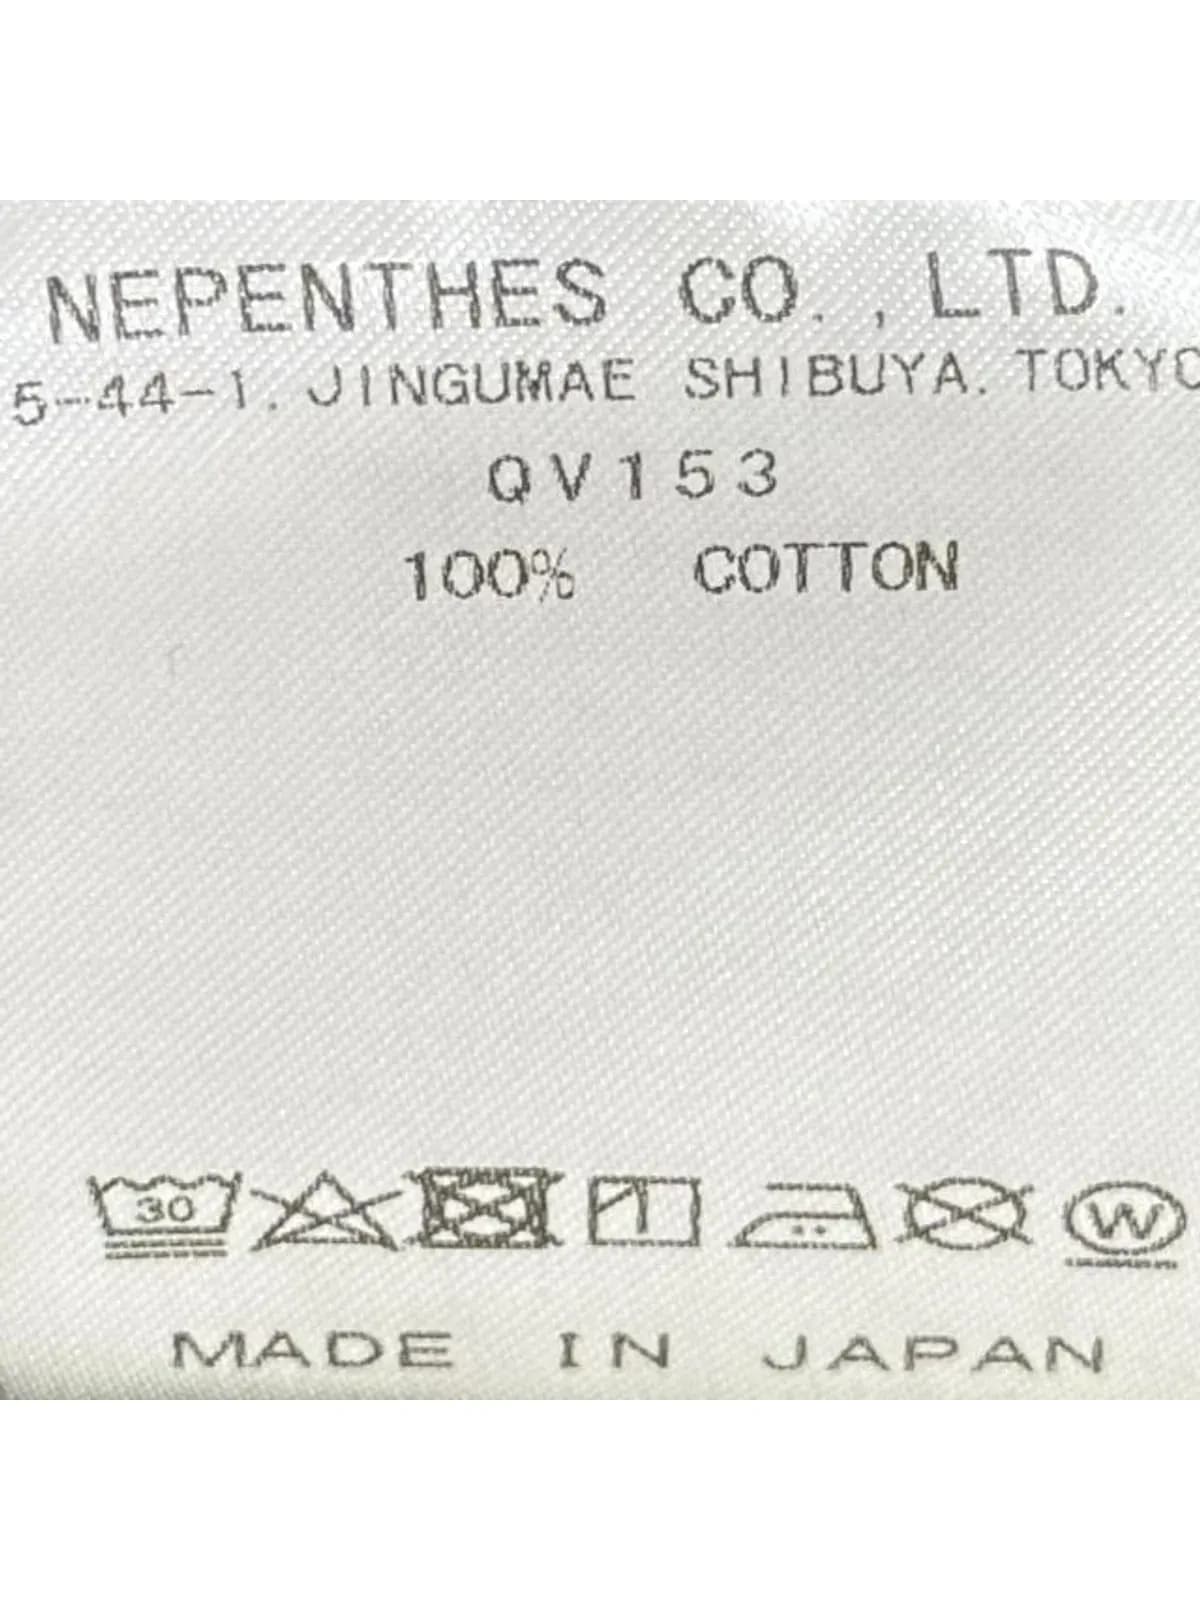 NEPENTHES CO., LTD.
5-44-1. JINGUMAE SHIBUYA. TOKYO
QV153
100% COTTON
30
W
MADE IN JAPAN